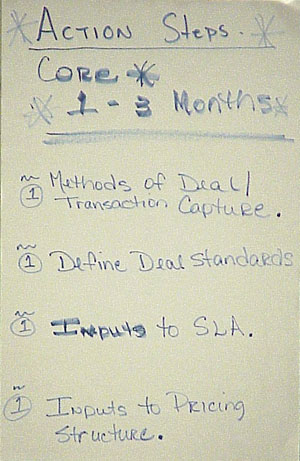 Action Steps.
Core
1 - 3 Months
① Methods of Deal/
Transaction Capture.
① Define Deal Standards
① Inputs to SLA.
① Inputs to Pricing
Structure.